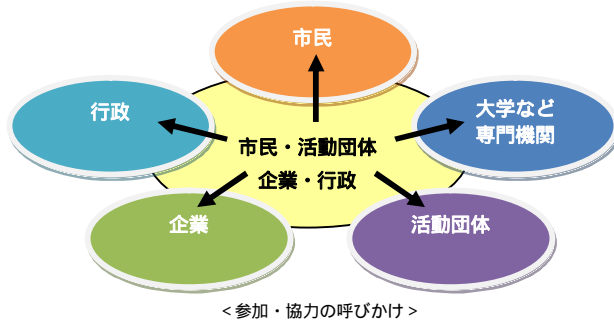 市民
行政
大学など
専門機関
市民・活動団体
企業・行政
企業
活動団体
<参加・協力の呼びかけ>